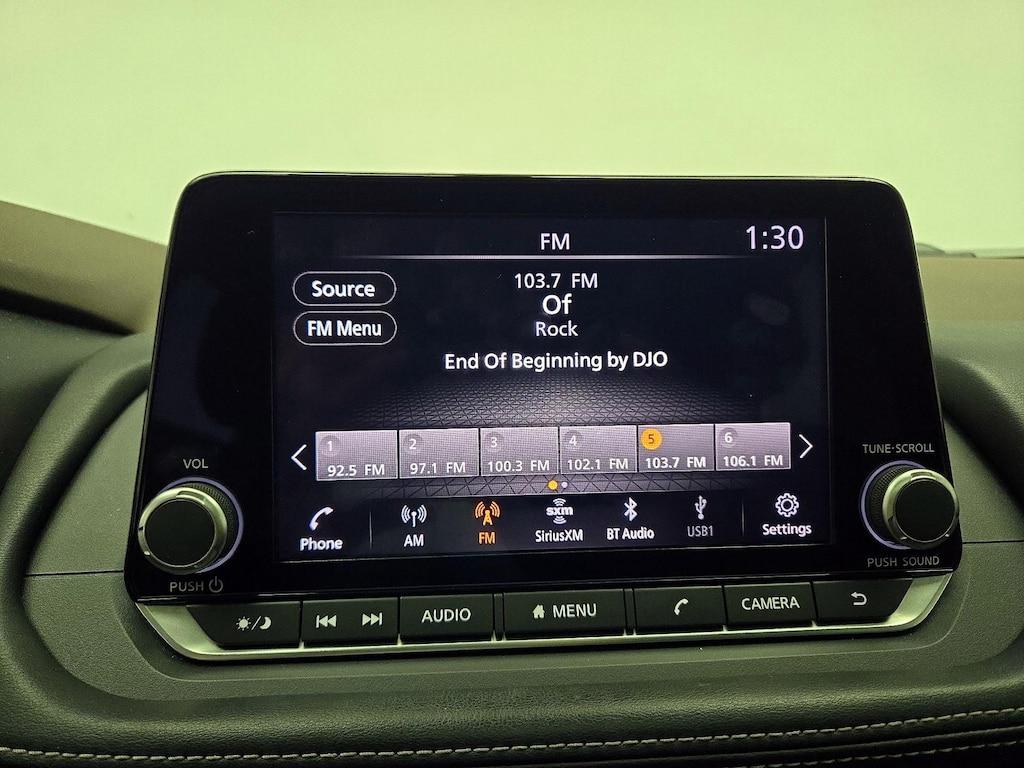 FM 1:30
Source
103.7 FM
Of
FM Menu
Rock
End Of Beginning by DJO
1 2 3 4 5 6
92.5 FM 97.1 FM 100.3 FM 102.1 FM 103.7 FM 106.1 FM
VOL
TUNE·SCROLL
sxm
Phone AM FM SiriusXM BT Audio USB1 Settings
PUSH
PUSH SOUND
AUDIO MENU CAMERA